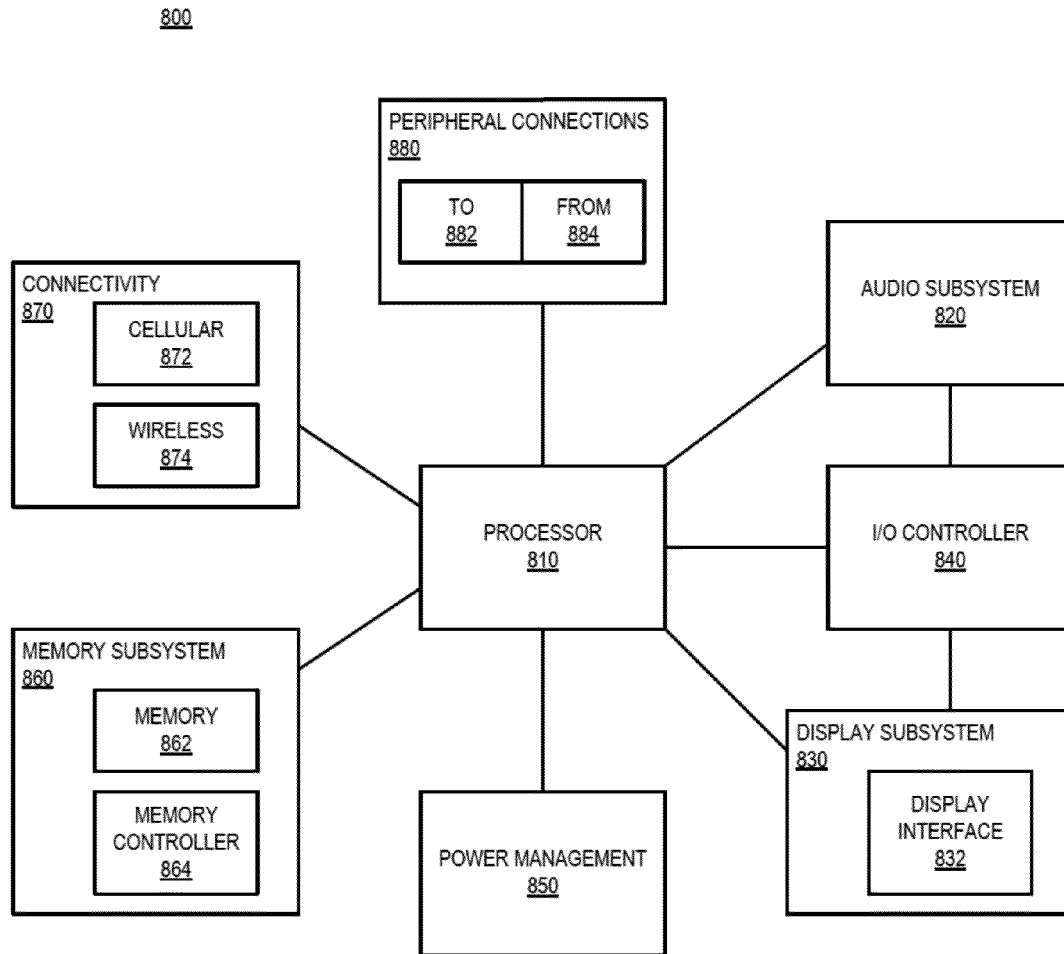 800
PERIPHERAL CONNECTIONS
880
TO
882
FROM
884
CONNECTIVITY
870
CELLULAR
872
WIRELESS
874
AUDIO SUBSYSTEM
820
PROCESSOR
810
I/O CONTROLLER
840
MEMORY SUBSYSTEM
860
MEMORY
862
MEMORY
CONTROLLER
864
POWER MANAGEMENT
850
DISPLAY SUBSYSTEM
830
DISPLAY
INTERFACE
832